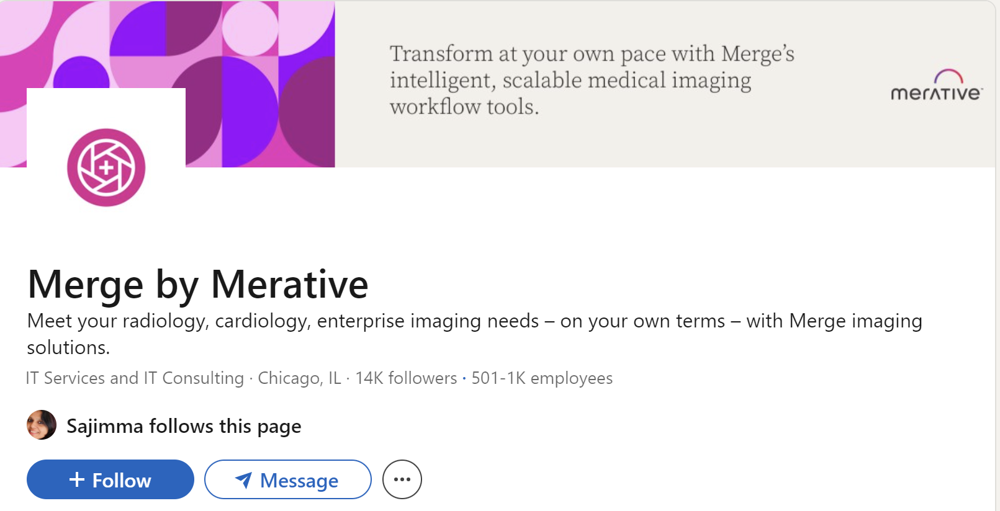 Transform at your own pace with Merge’s
intelligent, scalable medical imaging
workflow tools.
merative
Merge by Merative
Meet your radiology, cardiology, enterprise imaging needs – on your own terms – with Merge imaging
solutions.
IT Services and IT Consulting · Chicago, IL · 14K followers · 501-1K employees
Sajimma follows this page
+ Follow
Message